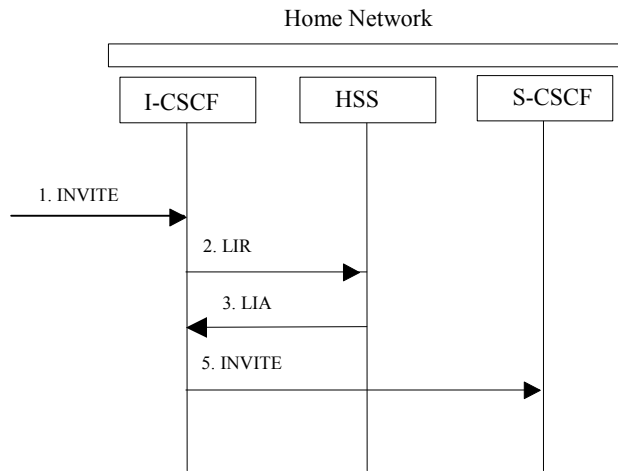 Home Network
I-CSCF
HSS
S-CSCF
1. INVITE
2. LIR
3. LIA
5. INVITE